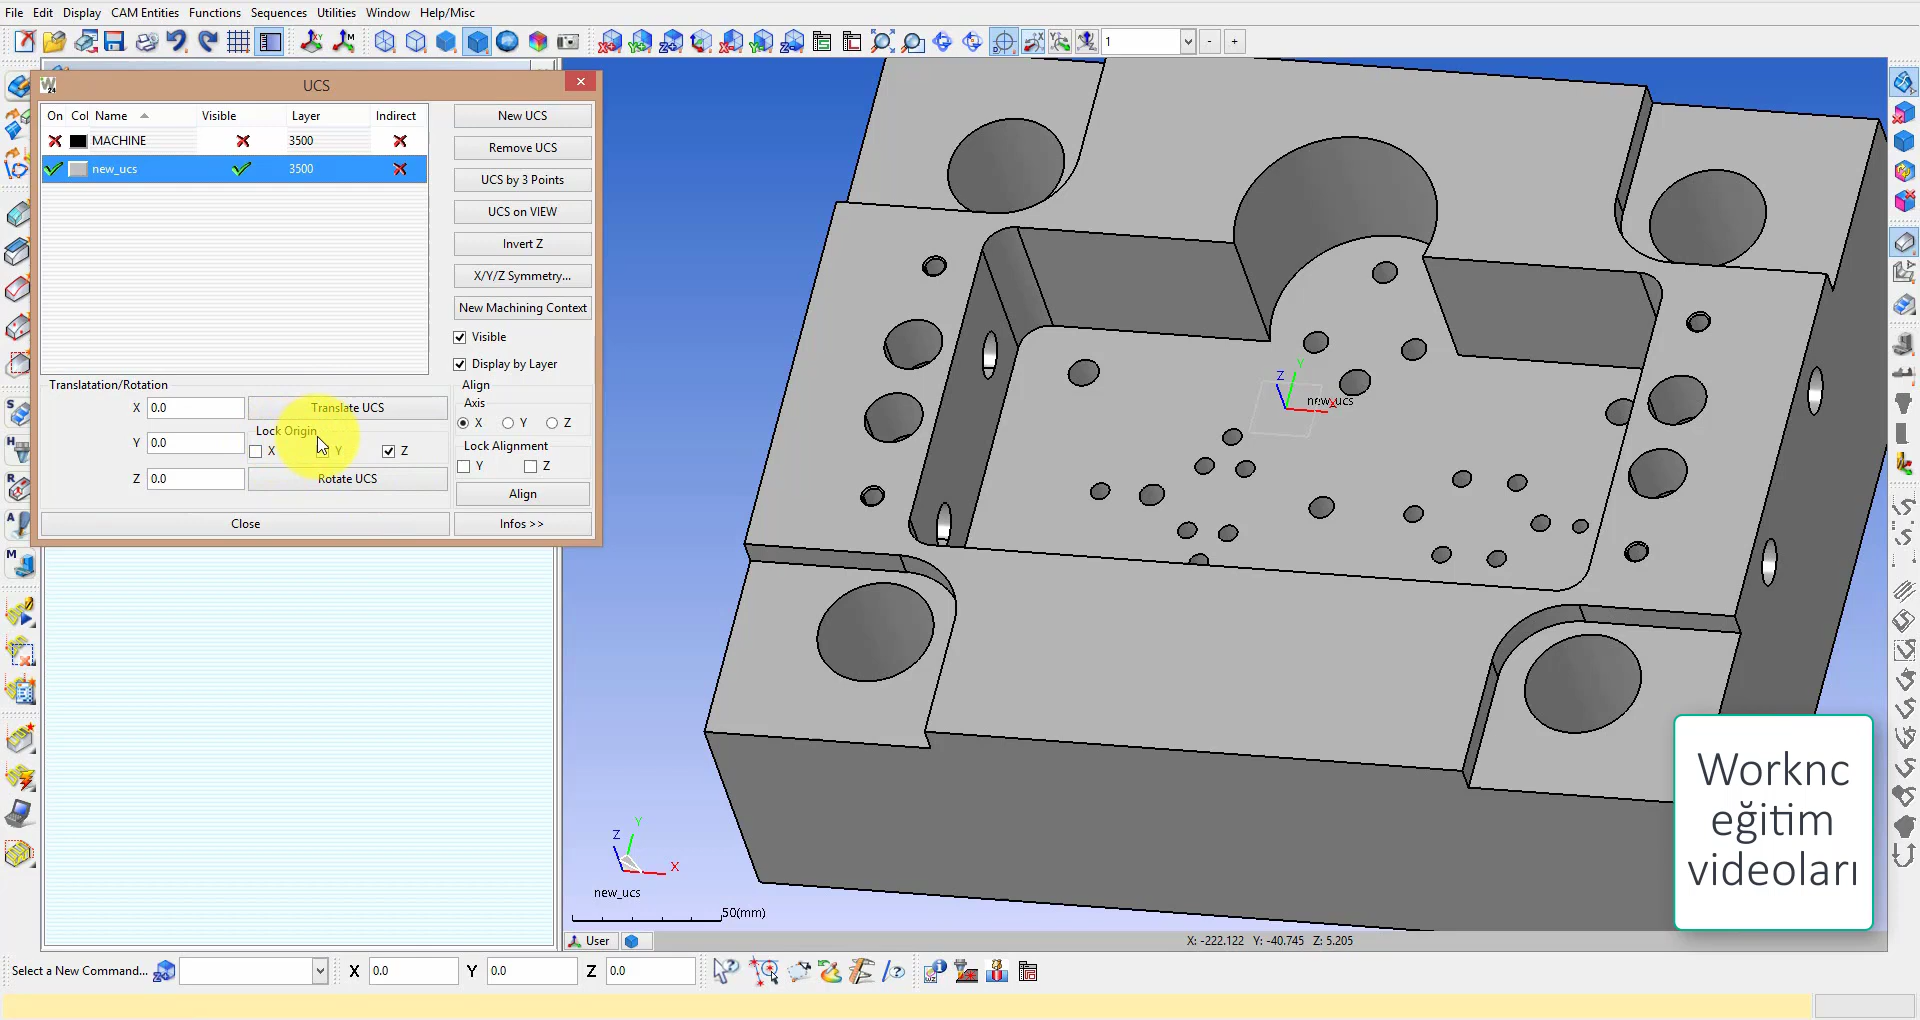 File Edit Display CAM Entities Functions Sequences Utilities Window Help/Misc
1
- +
W 24
UCS
On Col Name Visible Layer Indirect
MACHINE 3500
new_ucs 3500
New UCS
Remove UCS
UCS by 3 Points
UCS on VIEW
Invert Z
X/Y/Z Symmetry...
New Machining Context
Visible
Display by Layer
Translatation/Rotation
X 0.0 Translate UCS
Lock Origin
Y 0.0
X Y Z
Z 0.0 Rotate UCS
Align
Axis
X Y Z
Lock Alignment
Y Z
Align
Close
Infos >>
S
H
R
A
M
Z Y
new_ucs
X
Z Y
X
new_ucs
50(mm)
Worknc
eğitim
videoları
User
X: -222.122 Y: -40.745 Z: 5.205
Select a New Command...
X 0.0 Y 0.0 Z 0.0